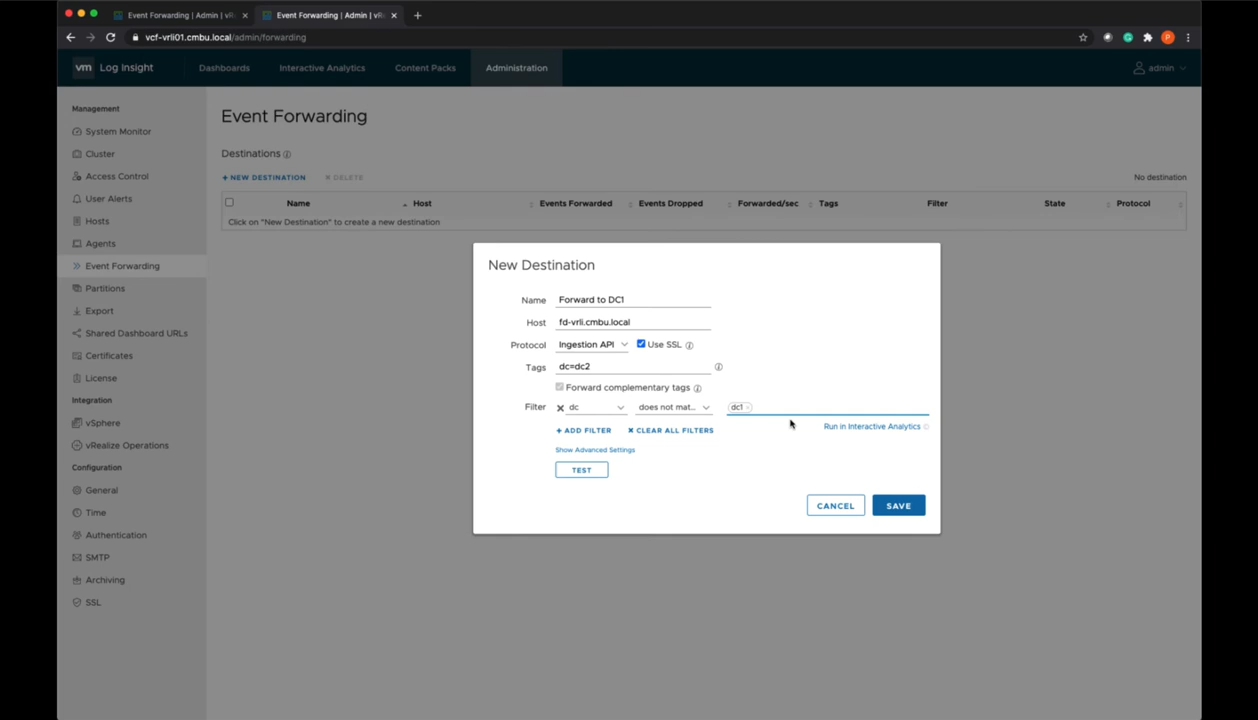 Event Forwarding | Admin | vRe
Event Forwarding | Admin | vRe
vcf-vrli01.cmbu.local/admin/forwarding
P
vm Log Insight Dashboards Interactive Analytics Content Packs Administration admin
Management
System Monitor
Cluster
Access Control
User Alerts
Hosts
Agents
Event Forwarding
Partitions
Export
Shared Dashboard URLs
Certificates
License
Integration
vSphere
vRealize Operations
Configuration
General
Time
Authentication
SMTP
Archiving
SSL
Event Forwarding
Destinations
+ NEW DESTINATION × DELETE No destination
Name Host Events Forwarded Events Dropped Forwarded/sec Tags Filter State Protocol
Click on "New Destination" to create a new destination
New Destination
Name Forward to DC1
Host fd-vrli.cmbu.local
Protocol Ingestion API Use SSL
Tags dc=dc2
Forward complementary tags
Filter dc does not mat... dc1
Run in Interactive Analytics
+ ADD FILTER × CLEAR ALL FILTERS
Show Advanced Settings
TEST
CANCEL SAVE